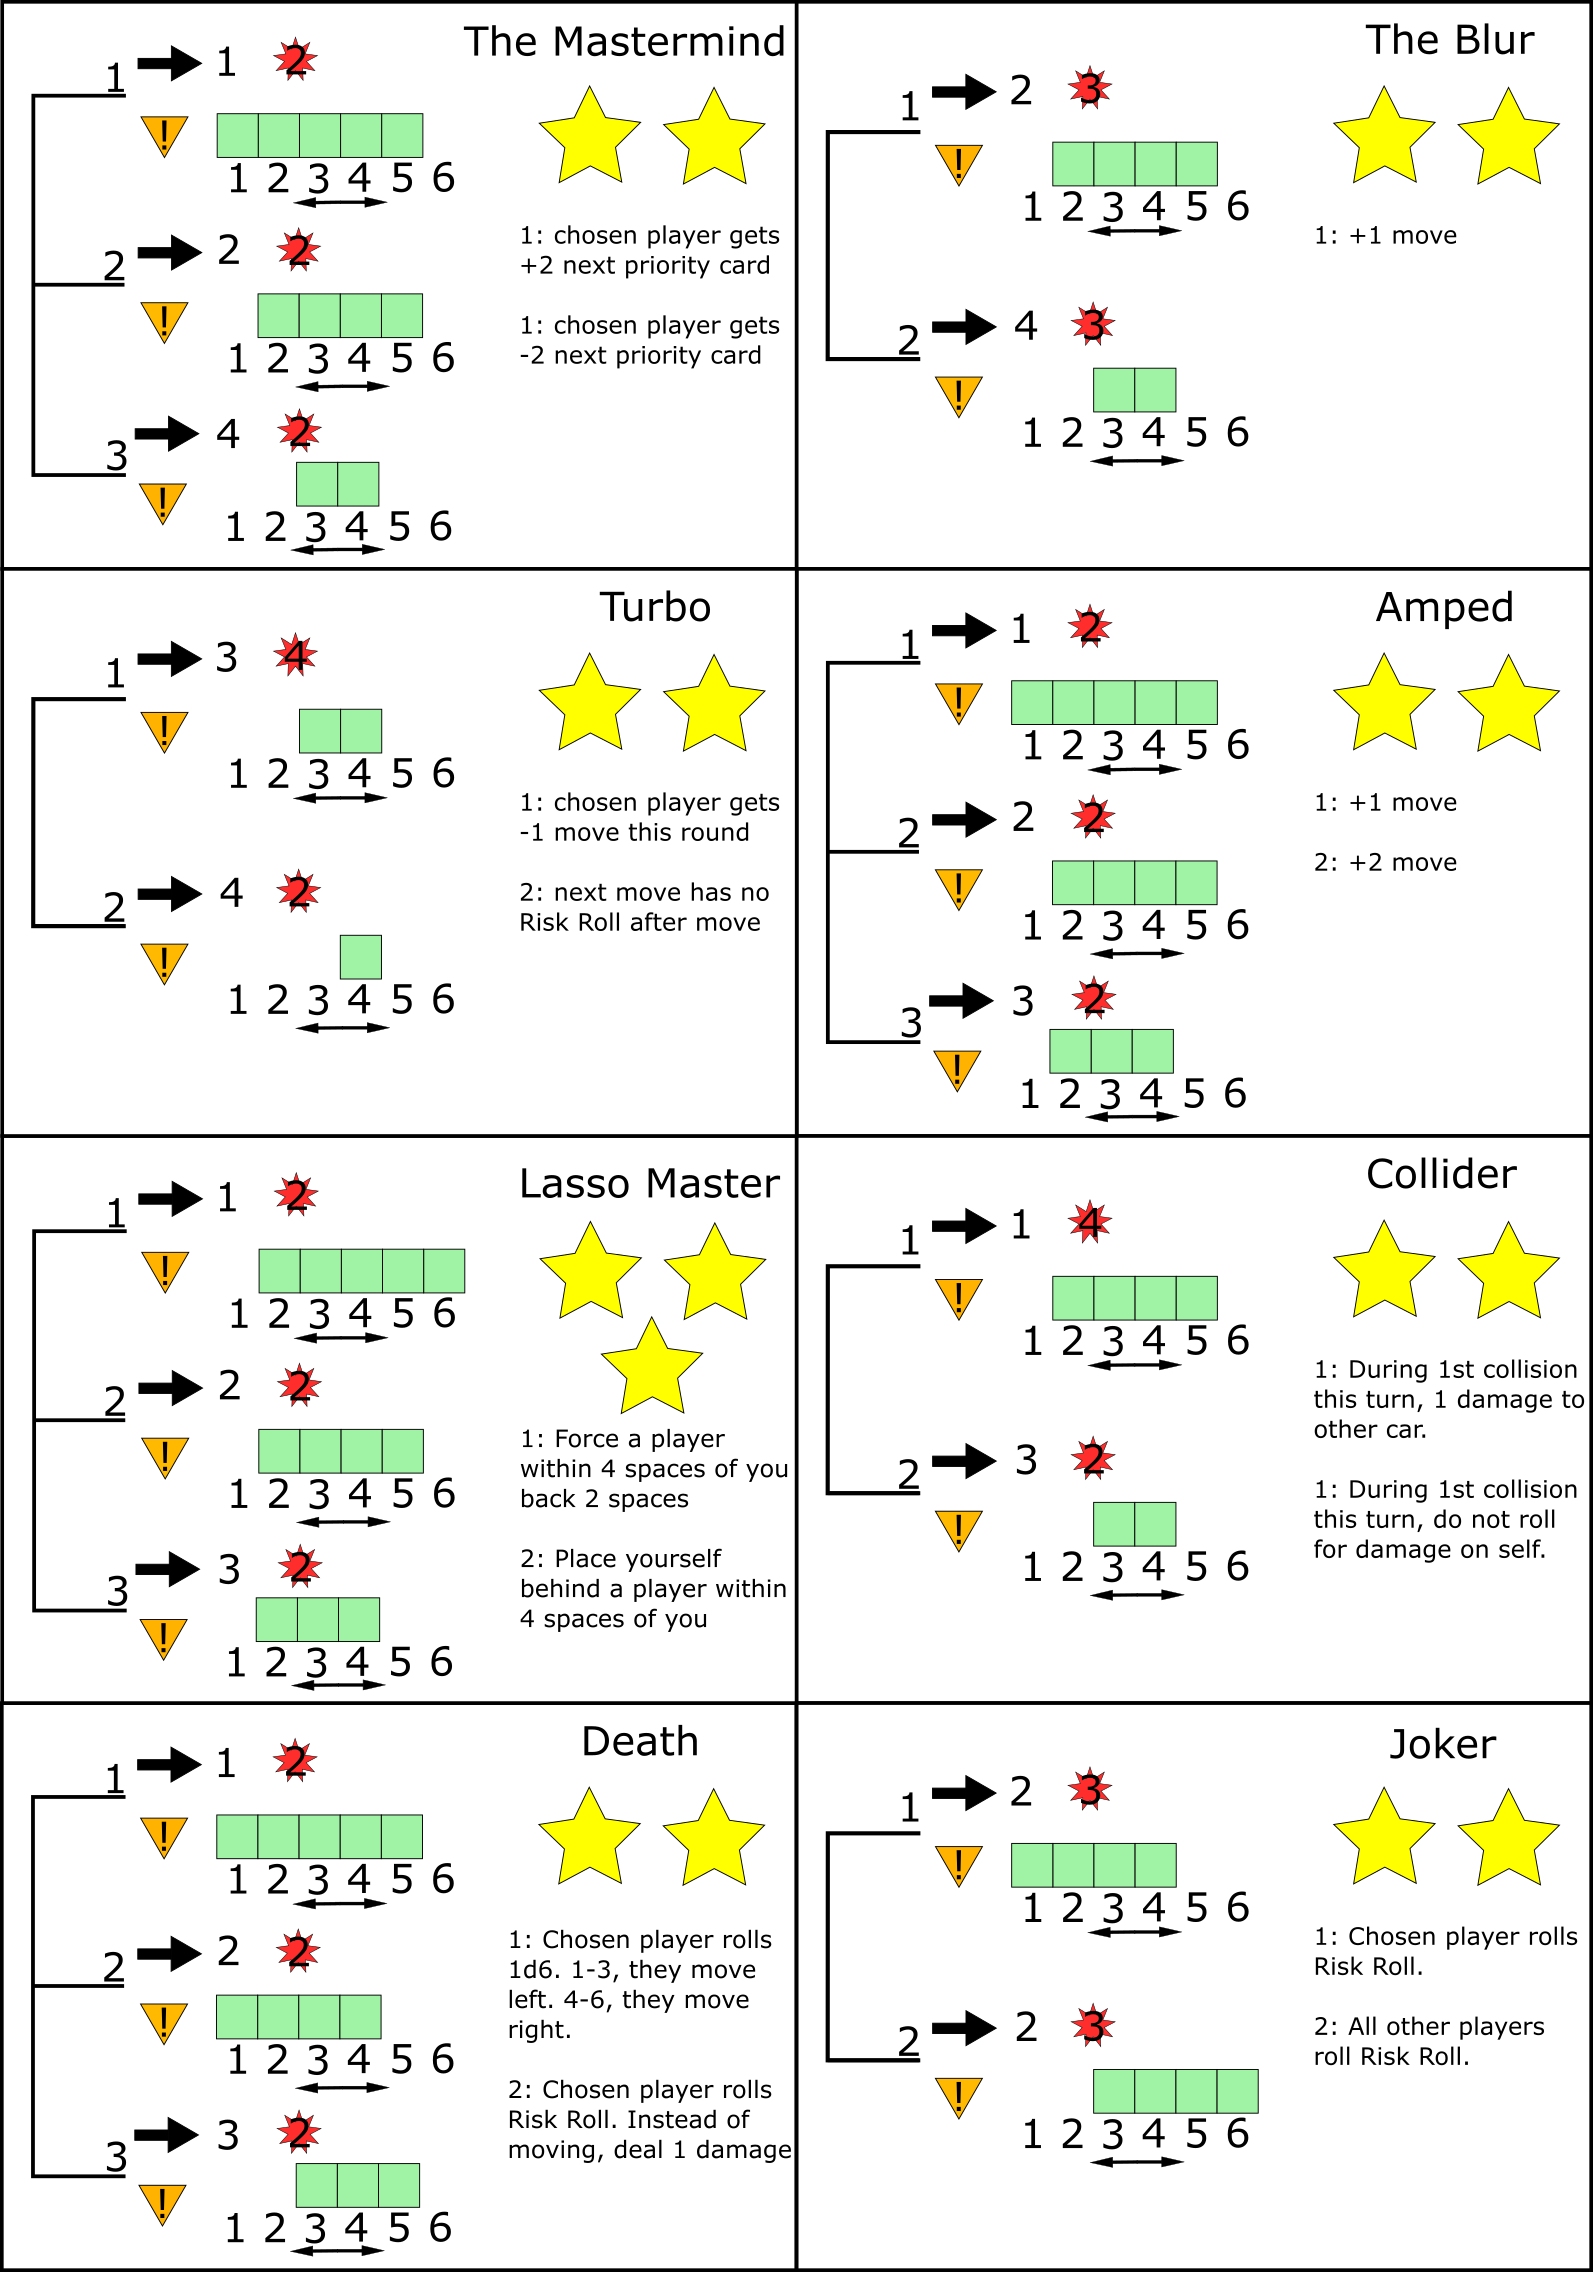 The Mastermind
1 1 2
!
1 2 3 4 5 6
2 2 2
!
1 2 3 4 5 6
3 4 2
!
1 2 3 4 5 6
1: chosen player gets
+2 next priority card
1: chosen player gets
-2 next priority card
The Blur
1 2 3
!
1 2 3 4 5 6
2 4 3
!
1 2 3 4 5 6
1: +1 move
Turbo
1 3 4
!
1 2 3 4 5 6
2 4 2
!
1 2 3 4 5 6
1: chosen player gets
-1 move this round
2: next move has no
Risk Roll after move
Amped
1 1 2
!
1 2 3 4 5 6
2 2 2
!
1 2 3 4 5 6
3 3 2
!
1 2 3 4 5 6
1: +1 move
2: +2 move
Lasso Master
1 1 2
!
1 2 3 4 5 6
2 2 2
!
1 2 3 4 5 6
3 3 2
!
1 2 3 4 5 6
1: Force a player
within 4 spaces of you
back 2 spaces
2: Place yourself
behind a player within
4 spaces of you
Collider
1 1 4
!
1 2 3 4 5 6
2 3 2
!
1 2 3 4 5 6
1: During 1st collision
this turn, 1 damage to
other car.
1: During 1st collision
this turn, do not roll
for damage on self.
Death
1 1 2
!
1 2 3 4 5 6
2 2 2
!
1 2 3 4 5 6
3 3 2
!
1 2 3 4 5 6
1: Chosen player rolls
1d6. 1-3, they move
left. 4-6, they move
right.
2: Chosen player rolls
Risk Roll. Instead of
moving, deal 1 damage
Joker
1 2 3
!
1 2 3 4 5 6
2 2 3
!
1 2 3 4 5 6
1: Chosen player rolls
Risk Roll.
2: All other players
roll Risk Roll.